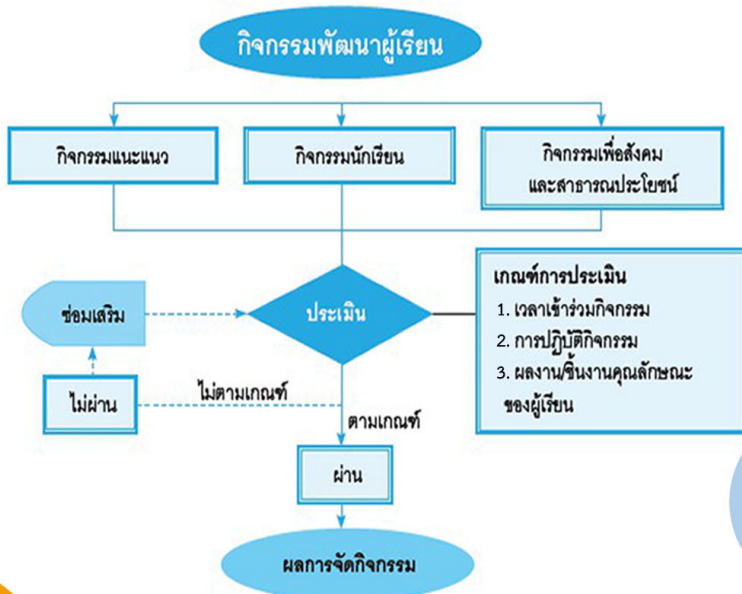 กิจกรรมพัฒนาผู้เรียน
กิจกรรมแนะแนว
กิจกรรมนักเรียน
กิจกรรมเพื่อสังคม
และสาธารณประโยชน์
ซ่อมเสริม
ประเมิน
เกณฑ์การประเมิน
1. เวลาเข้าร่วมกิจกรรม
2. การปฏิบัติกิจกรรม
3. ผลงาน/ชิ้นงานคุณลักษณะ
ของผู้เรียน
ไม่ผ่าน
ไม่ตามเกณฑ์
ตามเกณฑ์
ผ่าน
ผลการจัดกิจกรรม